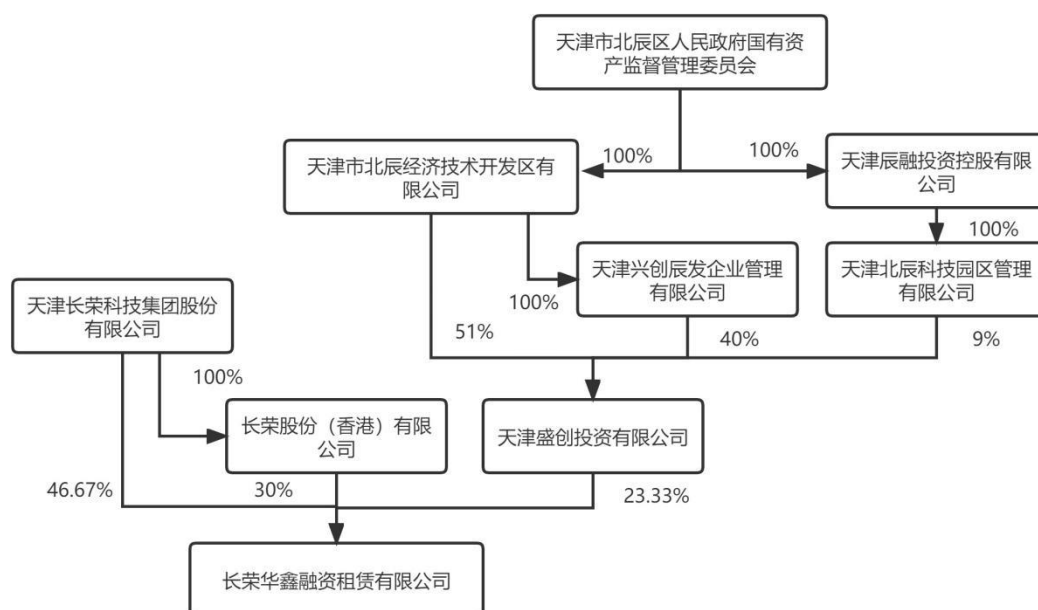 天津市北辰区人民政府国有资
产监督管理委员会
100%
100%
天津市北辰经济技术开发区有
限公司
天津辰融投资控股有限
公司
100%
天津兴创辰发企业管理
有限公司
天津北辰科技园区管理
有限公司
100%
天津长荣科技集团股份
有限公司
51%
40%
9%
100%
长荣股份（香港）有限
公司
天津盛创投资有限公司
46.67%
30%
23.33%
长荣华鑫融资租赁有限公司